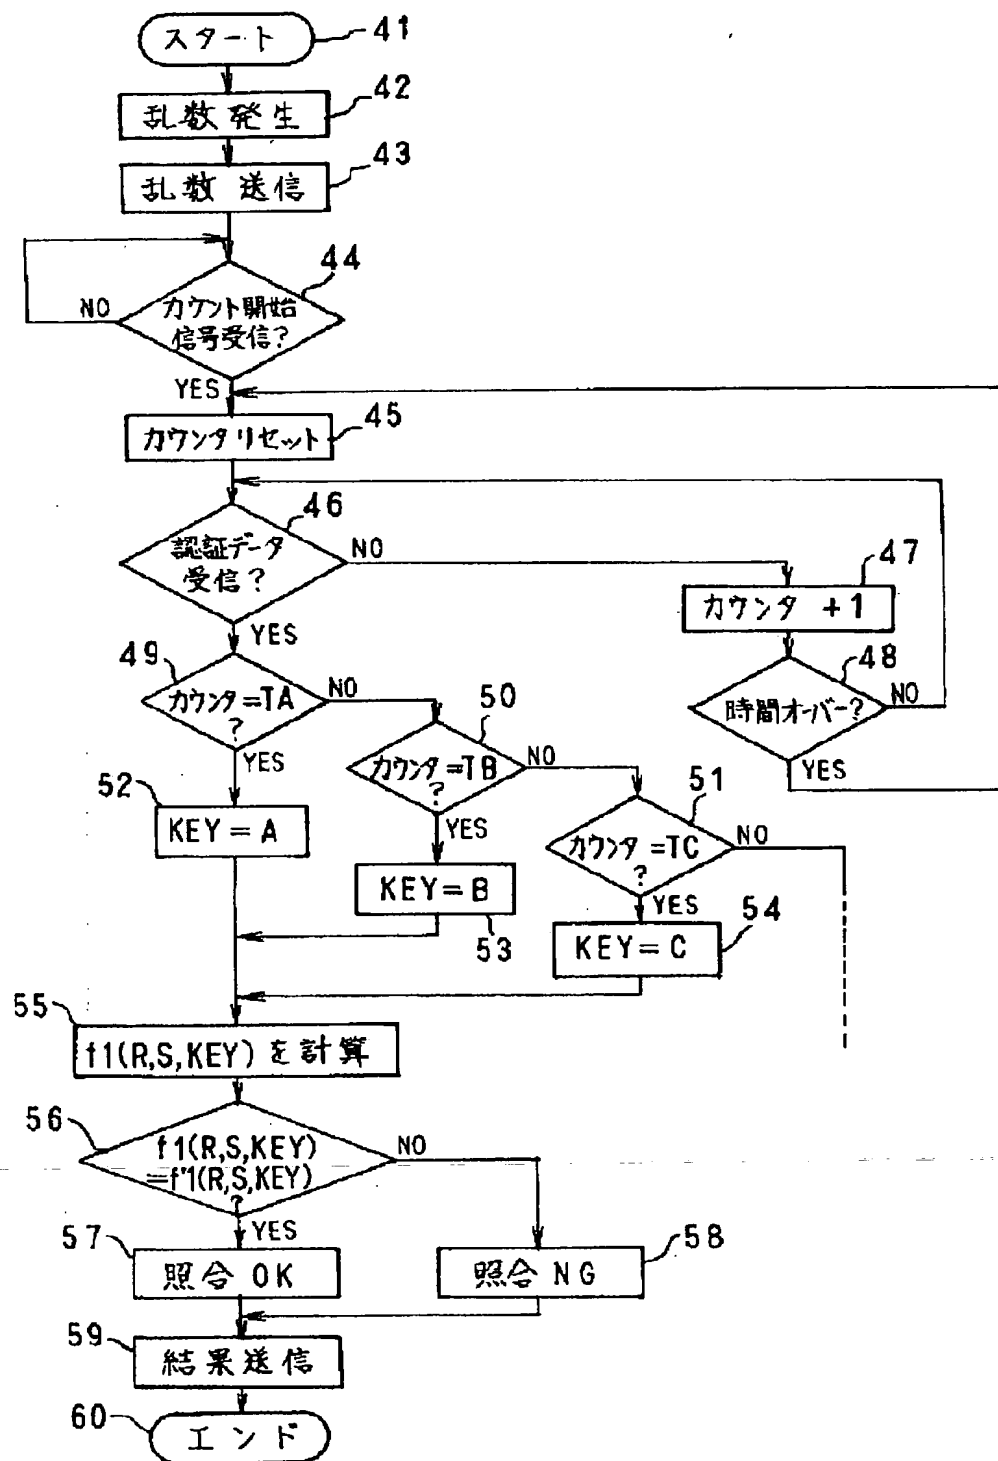 スタート
41
乱数発生
42
乱数 送信
43
カウント開始
信号受信?
44
NO
YES
カウンタリセット
45
認証データ
受信?
46
NO
YES
カウンタ +1
47
時間オーバー?
48
NO
YES
49
カウンタ=TA
?
NO
YES
50
カウンタ=TB
?
NO
YES
51
カウンタ=TC
?
NO
YES
52
KEY=A
KEY=B
53
KEY=C
54
55
f1(R,S,KEY)を計算
56
f1(R,S,KEY)
=f'1(R,S,KEY)
?
NO
YES
57
照合 OK
照合 NG
58
59
結果送信
60
エンド